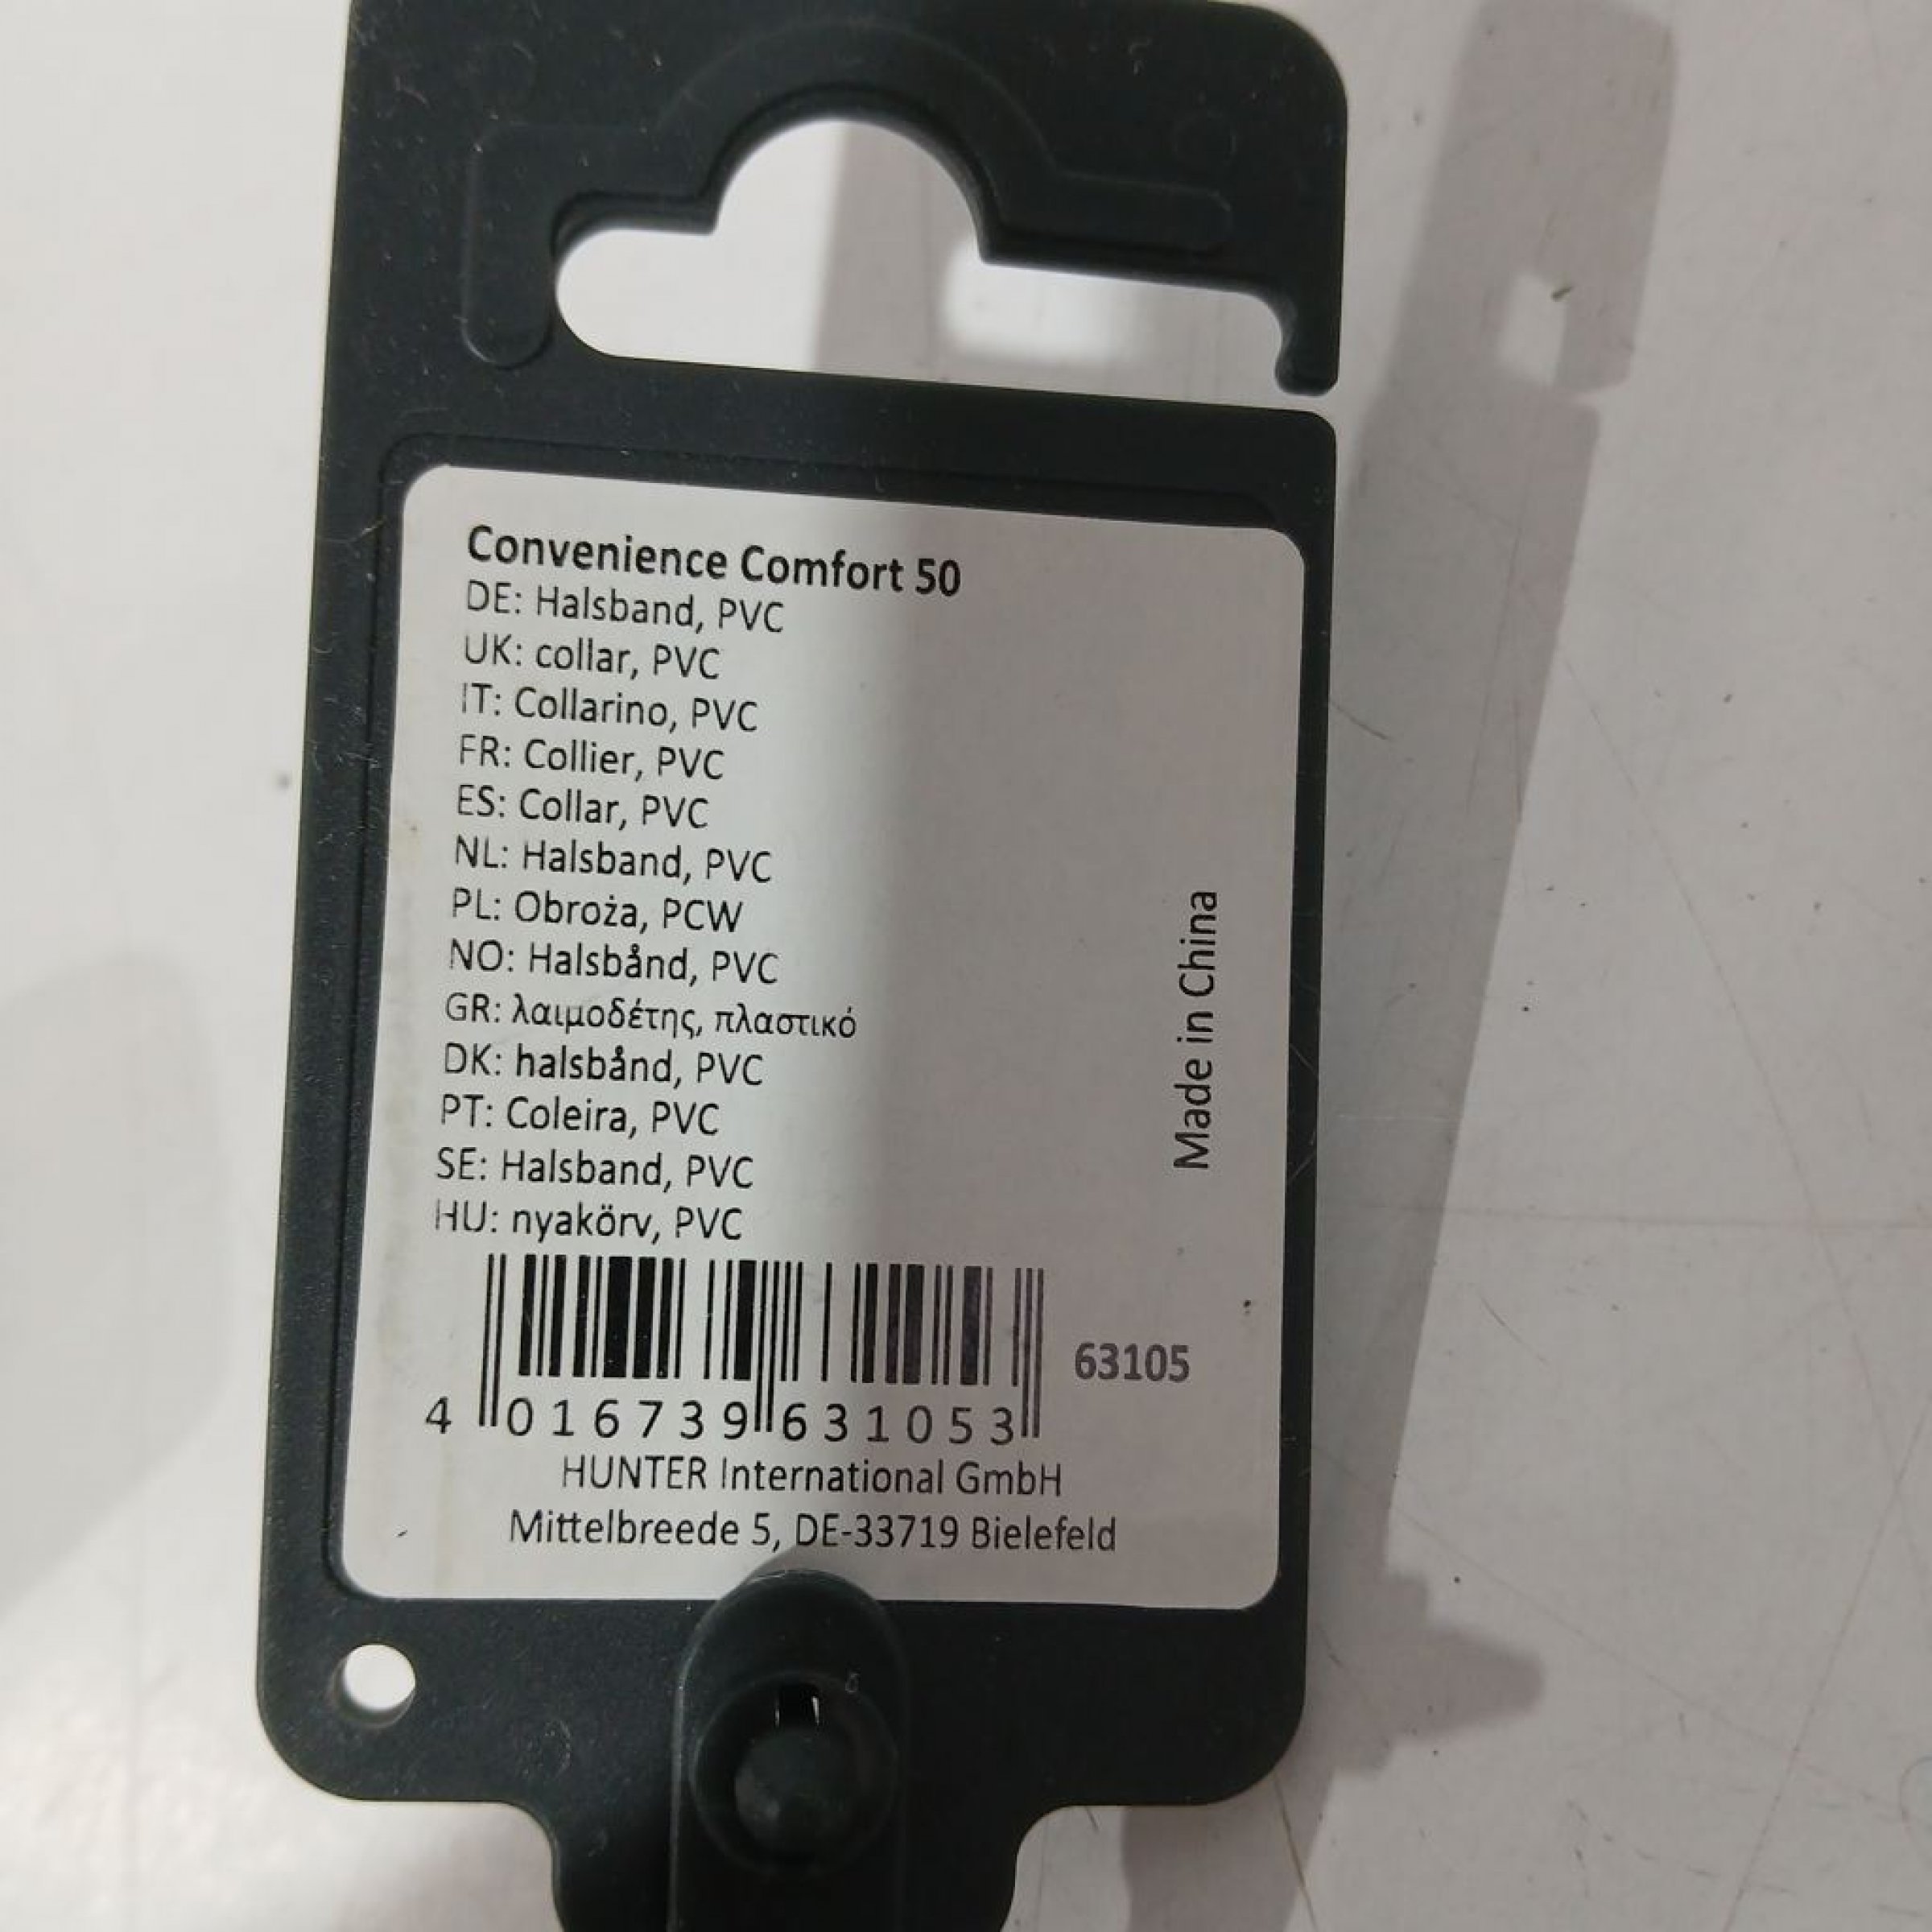 Convenience Comfort 50
DE: Halsband, PVC
UK: collar, PVC
IT: Collarino, PVC
FR: Collier, PVC
ES: Collar, PVC
NL: Halsband, PVC
PL: Obroża, PCW
NO: Halsbånd, PVC
GR: λαιμοδέτης, πλαστικό
DK: halsbånd, PVC
PT: Coleira, PVC
SE: Halsband, PVC
HU: nyakörv, PVC
Made in China
63105
4 016739 631053
HUNTER International GmbH
Mittelbreede 5, DE-33719 Bielefeld